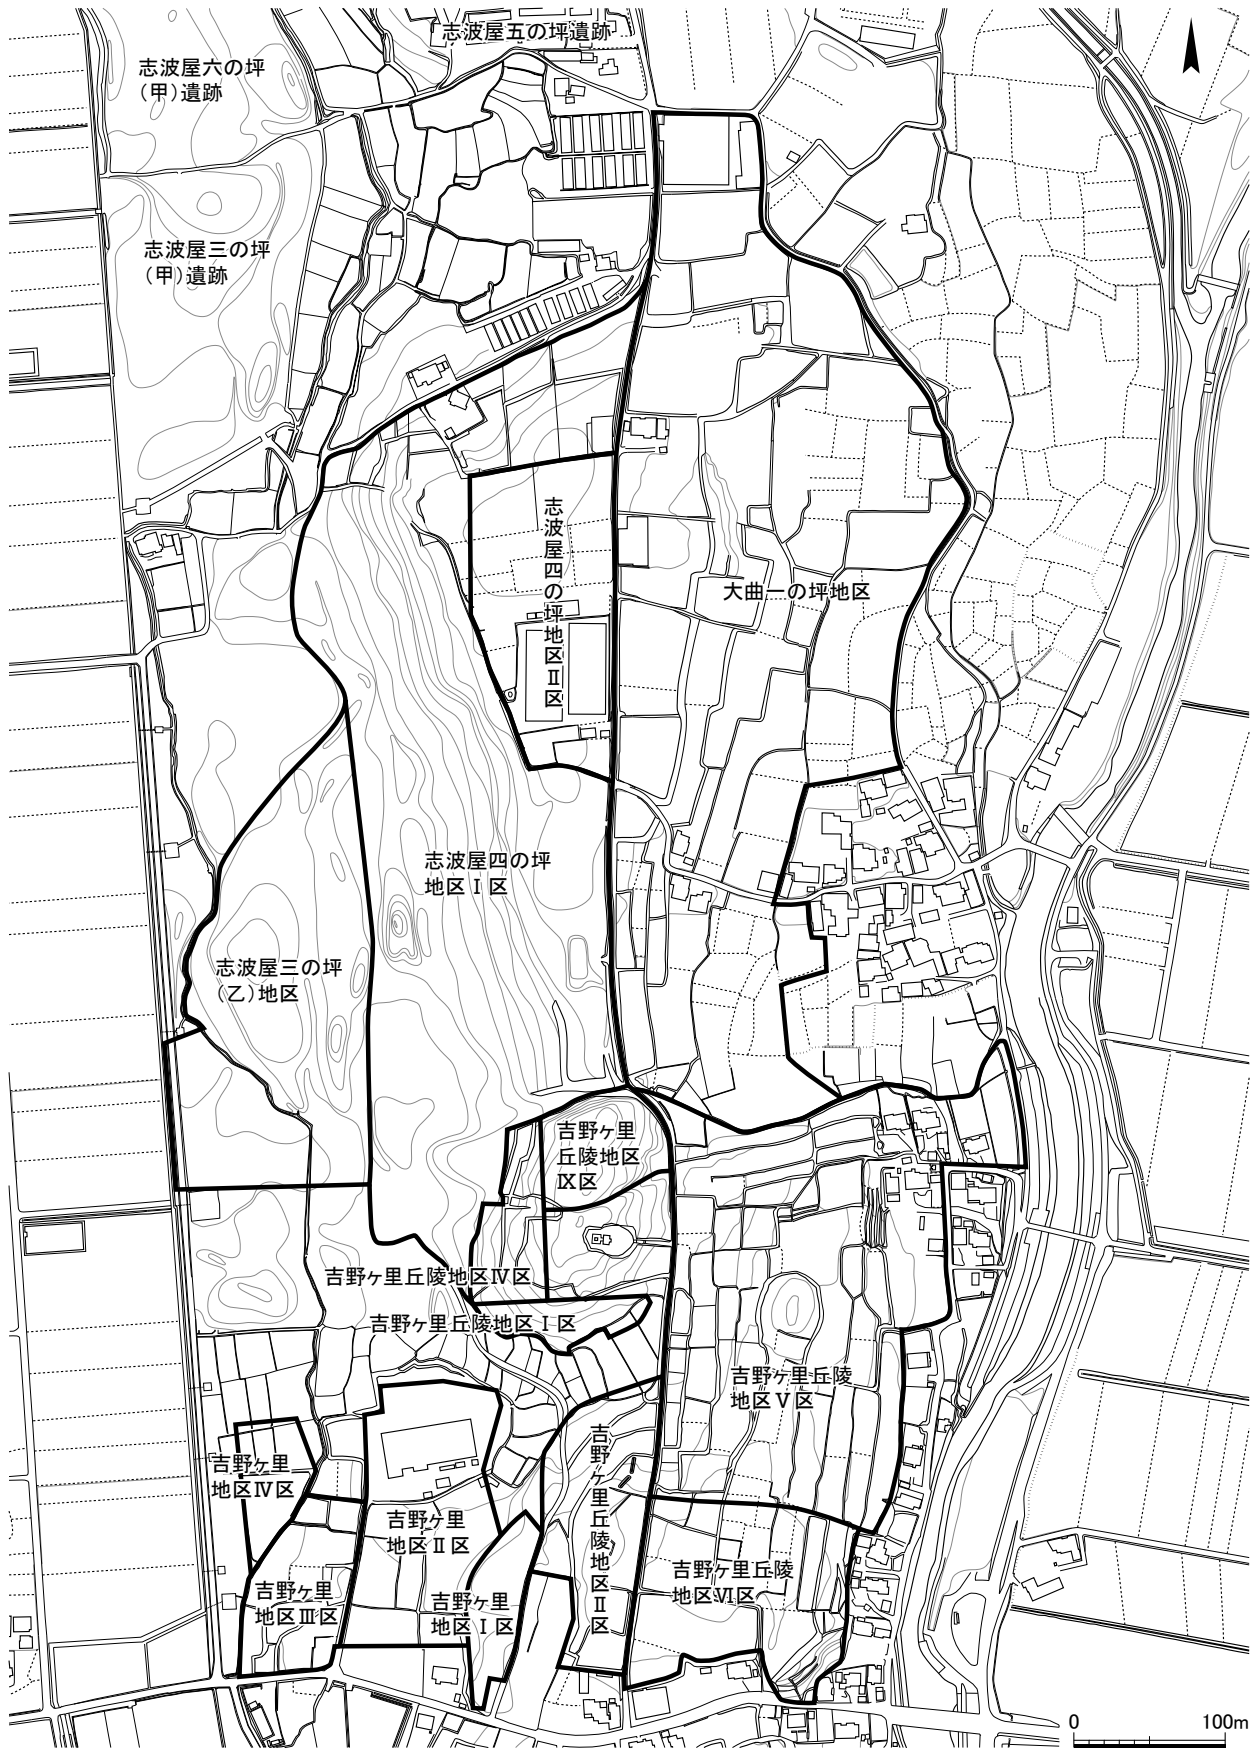 志波屋五の坪遺跡
志波屋六の坪
（甲）遺跡
志波屋三の坪
（甲）遺跡
志波屋四の坪地区Ⅱ区
大曲一の坪地区
志波屋四の坪
地区Ⅰ区
志波屋三の坪
（乙）地区
吉野ヶ里
丘陵地区
Ⅸ区
吉野ヶ里丘陵地区Ⅳ区
吉野ヶ里丘陵地区Ⅰ区
吉野ヶ里丘陵
地区Ⅴ区
吉野ヶ里丘陵地区Ⅱ区
吉野ヶ里
地区Ⅳ区
吉野ヶ里
地区Ⅱ区
吉野ヶ里丘陵
地区Ⅵ区
吉野ヶ里
地区Ⅲ区
吉野ヶ里
地区Ⅰ区
0 100m